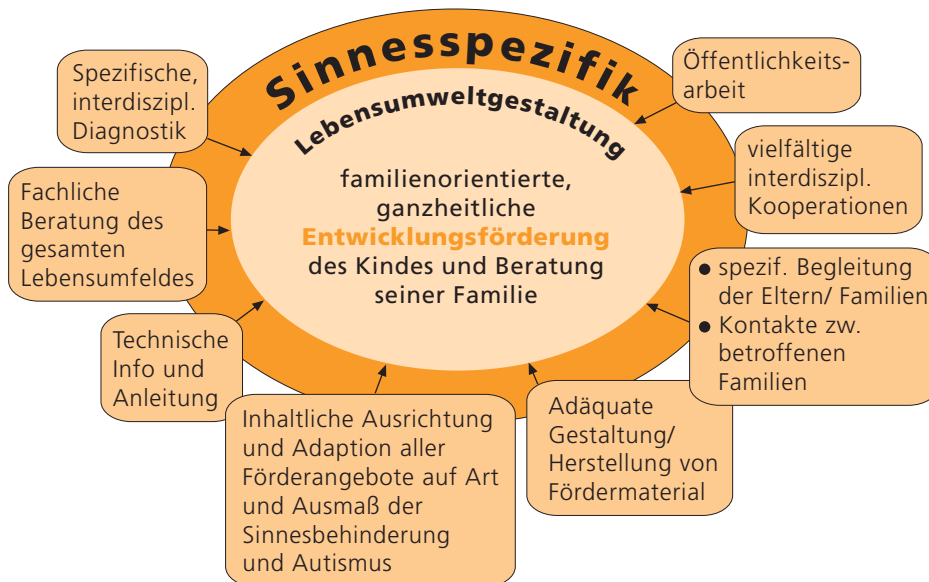 Sinnesspezifik
Lebensumweltgestaltung
familienorientierte,
ganzheitliche
Entwicklungsförderung
des Kindes und Beratung
seiner Familie
Spezifische,
interdiszipl.
Diagnostik
Fachliche
Beratung des
gesamten
Lebensumfeldes
Technische
Info und
Anleitung
Inhaltliche Ausrichtung
und Adaption aller
Förderangebote auf Art
und Ausmaß der
Sinnesbehinderung
und Autismus
Adäquate
Gestaltung/
Herstellung von
Fördermaterial
● spezif. Begleitung
der Eltern/ Familien
● Kontakte zw.
betroffenen
Familien
vielfältige
interdiszipl.
Kooperationen
Öffentlichkeits-
arbeit